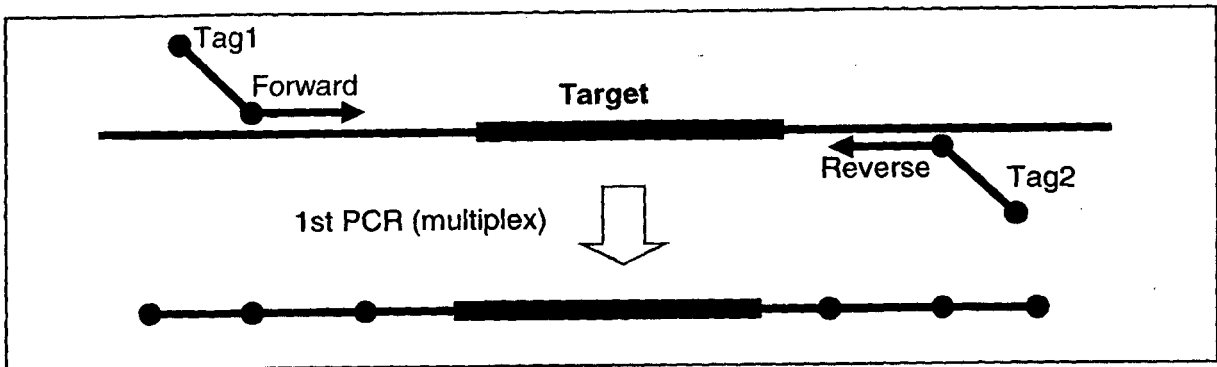 Tag1
Forward
Target
Reverse
Tag2
1st PCR (multiplex)